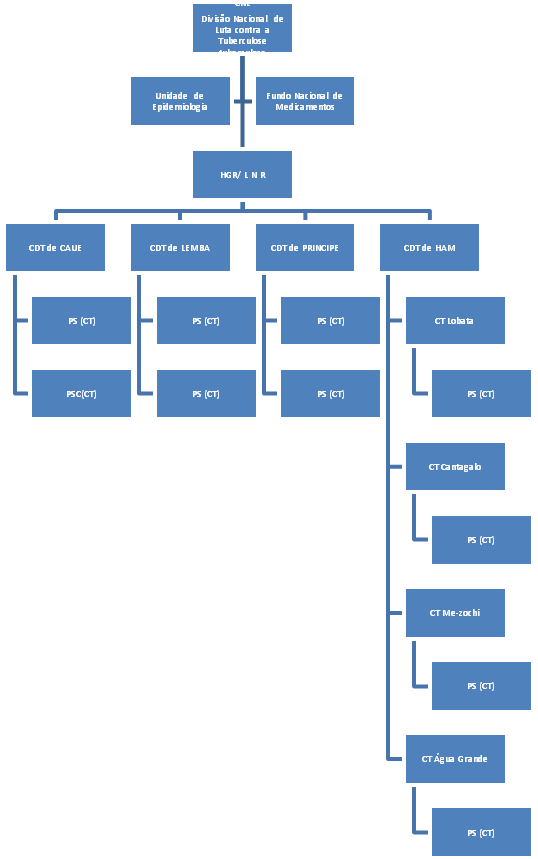 Divisão Nacional de
Luta contra a
Tuberculose
Unidade de
Epidemiologia
Fundo Nacional de
Medicamentos
HGR/ L N R
CDT de CAUE
CDT de LEMBA
CDT de PRINCIPE
CDT de HAM
PS (CT)
PS (CT)
PS (CT)
CT Lobata
PSC(CT)
PS (CT)
PS (CT)
PS (CT)
CT Cantagalo
PS (CT)
CT Me-zochi
PS (CT)
CT Água Grande
PS (CT)